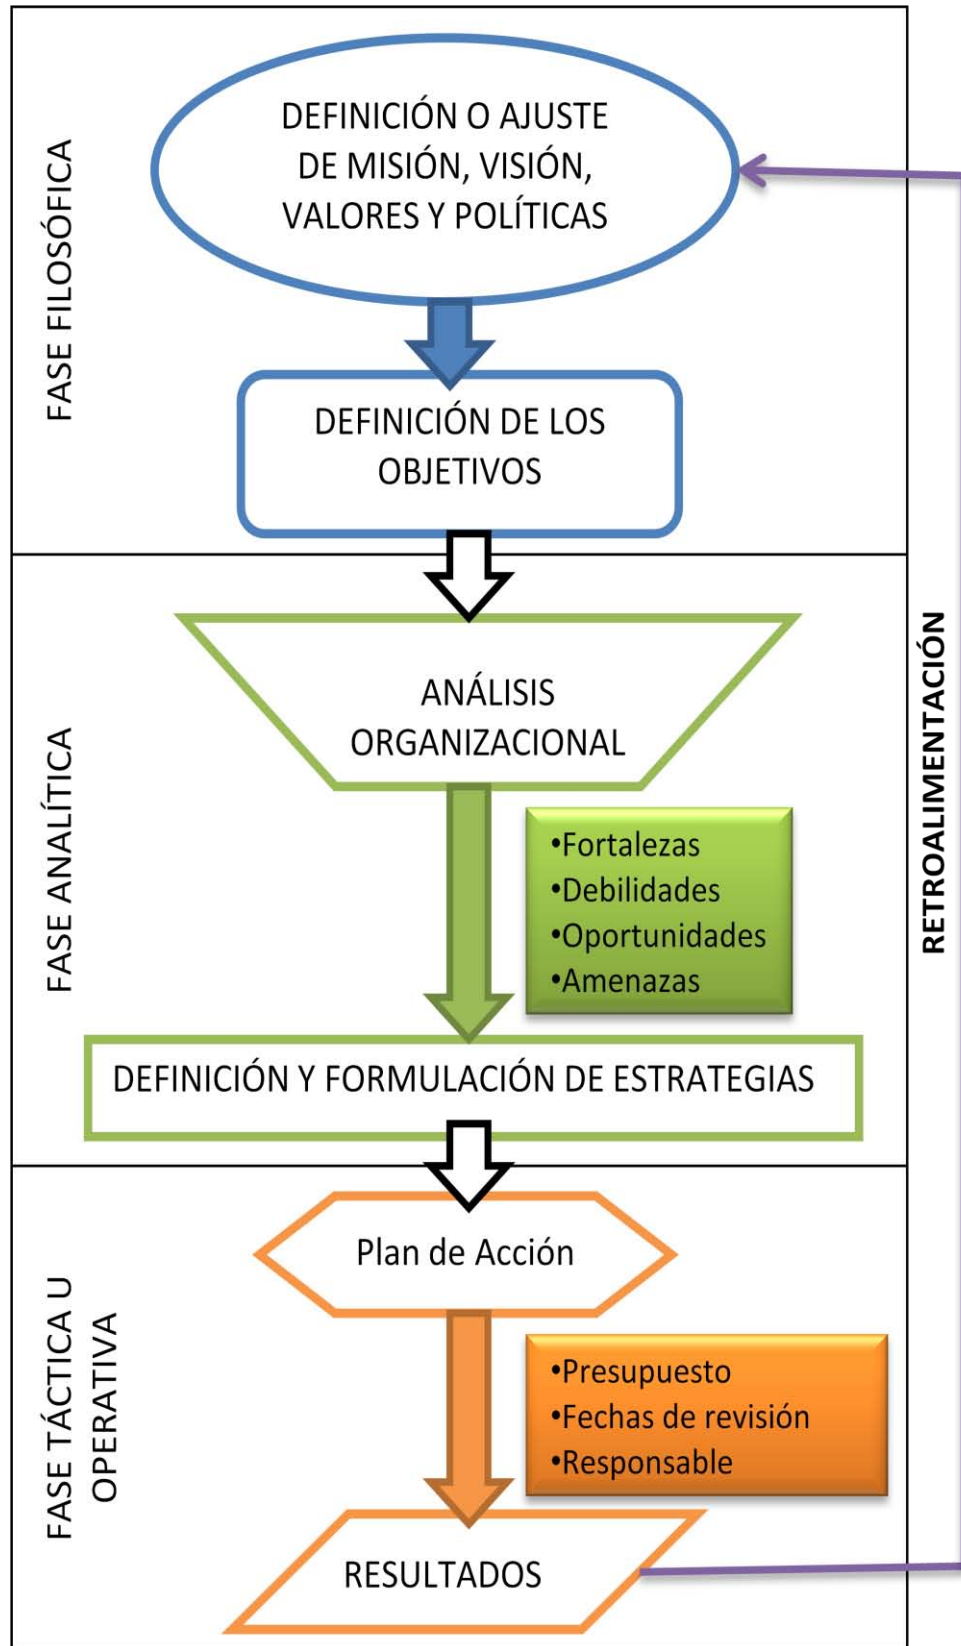 FASE FILOSÓFICA
DEFINICIÓN O AJUSTE
DE MISIÓN, VISIÓN,
VALORES Y POLÍTICAS
DEFINICIÓN DE LOS
OBJETIVOS
FASE ANALÍTICA
ANÁLISIS
ORGANIZACIONAL
•Fortalezas
•Debilidades
•Oportunidades
•Amenazas
DEFINICIÓN Y FORMULACIÓN DE ESTRATEGIAS
FASE TÁCTICA U
OPERATIVA
Plan de Acción
•Presupuesto
•Fechas de revisión
•Responsable
RESULTADOS
RETROALIMENTACIÓN